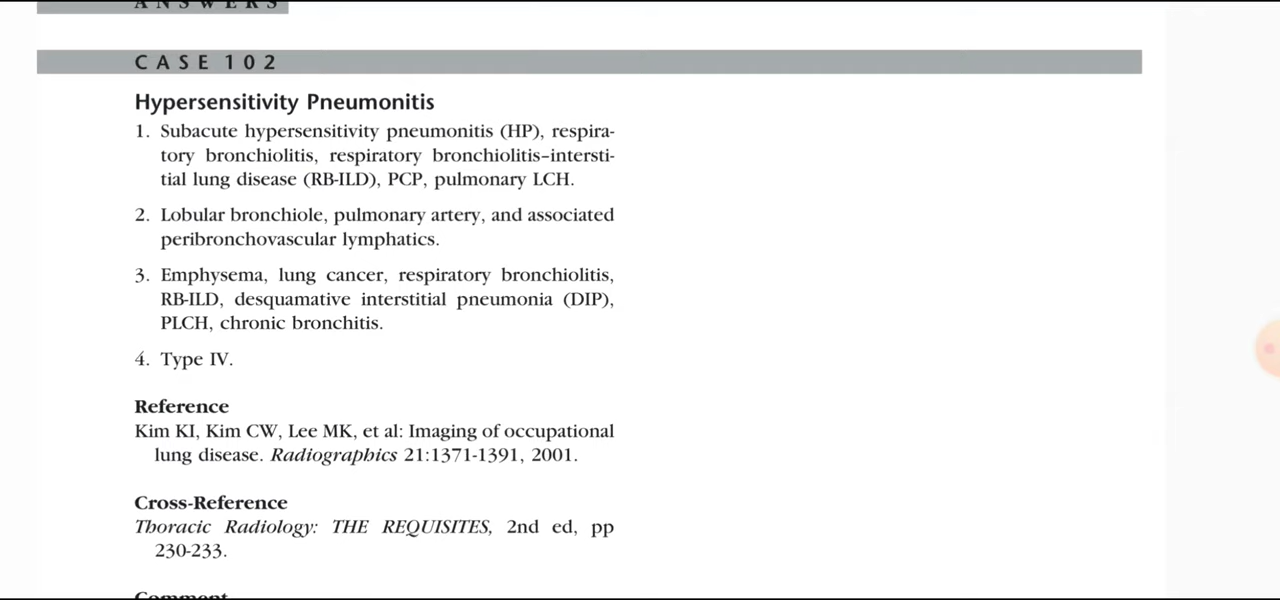 ANSWERS
CASE 102
Hypersensitivity Pneumonitis
1. Subacute hypersensitivity pneumonitis (HP), respira-
tory bronchiolitis, respiratory bronchiolitis–intersti-
tial lung disease (RB-ILD), PCP, pulmonary LCH.
2. Lobular bronchiole, pulmonary artery, and associated
peribronchovascular lymphatics.
3. Emphysema, lung cancer, respiratory bronchiolitis,
RB-ILD, desquamative interstitial pneumonia (DIP),
PLCH, chronic bronchitis.
4. Type IV.
Reference
Kim KI, Kim CW, Lee MK, et al: Imaging of occupational
lung disease. Radiographics 21:1371-1391, 2001.
Cross-Reference
Thoracic Radiology: THE REQUISITES, 2nd ed, pp
230-233.
Comment